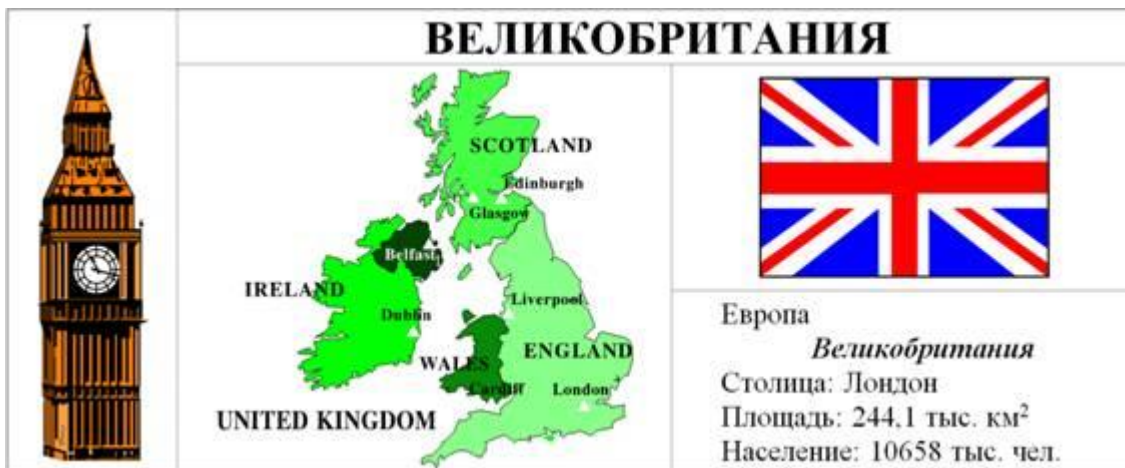 ВЕЛИКОБРИТАНИЯ
SCOTLAND
Edinburgh
Glasgow
Belfast
IRELAND
Dublin
Liverpool
WALES
ENGLAND
Cardiff
London
UNITED KINGDOM
Европа
Великобритания
Столица: Лондон
Площадь: 244,1 тыс. км²
Население: 10658 тыс. чел.